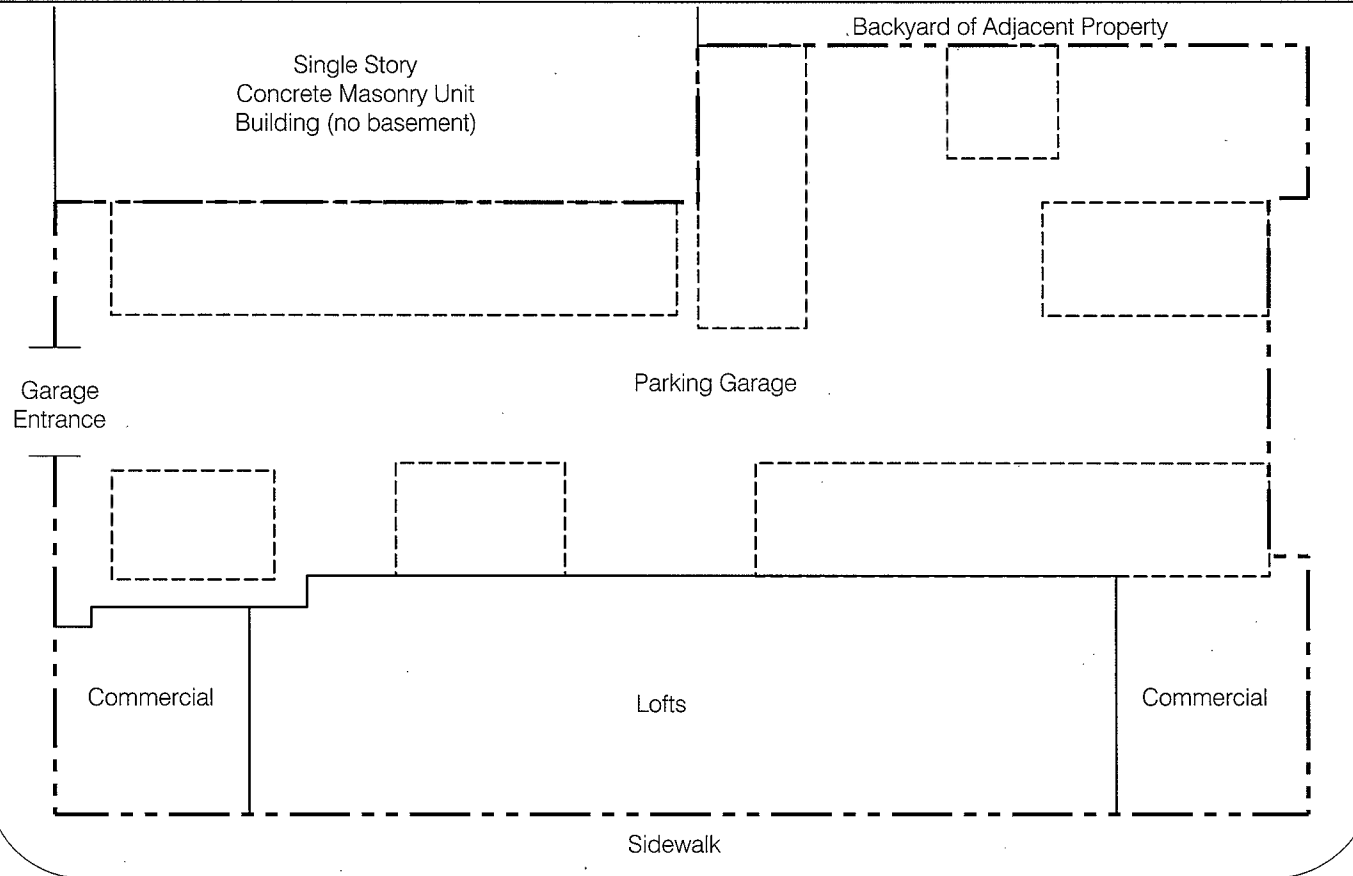 Backyard of Adjacent Property
Single Story
Concrete Masonry Unit
Building (no basement)
Parking Garage
Garage
Entrance
Commercial
Lofts
Commercial
Sidewalk